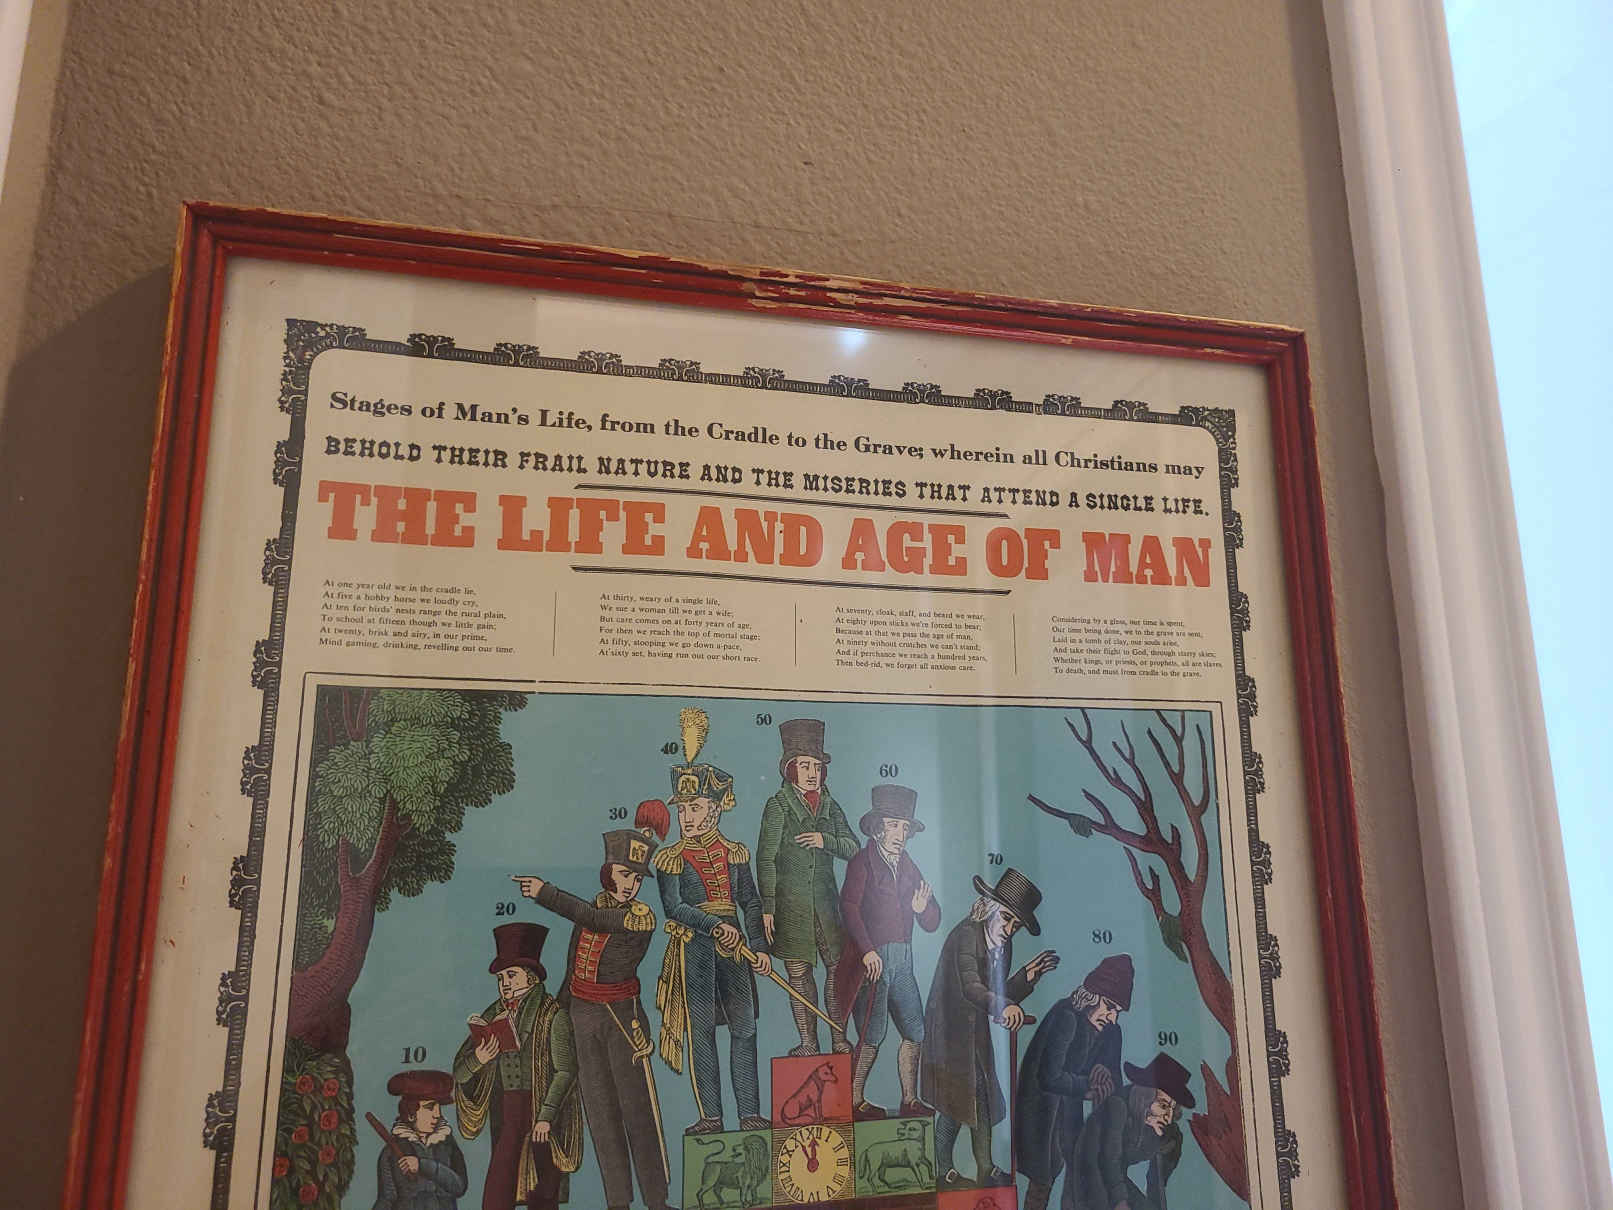 Stages of Man's Life, from the Cradle to the Grave; wherein all Christians may
BEHOLD THEIR FRAIL NATURE AND THE MISERIES THAT ATTEND A SINGLE LIFE.
THE LIFE AND AGE OF MAN
At one year old we in the cradle lie,
At five a hobby horse we loudly cry,
At ten for birds' nests range the rural plain,
To school at fifteen though we little gain;
At twenty, brisk and airy, in our prime,
Mind gaming, drinking, revelling out our time.
At thirty, weary of a single life,
We sue a woman till we get a wife;
But care comes on at forty years of age,
For then we reach the top of mortal stage;
At fifty, stooping we go down a-pace,
At sixty set, having run out our short race.
At seventy, cloak, staff, and beard we wear,
At eighty upon sticks we're forced to bear;
Because at that we pass the age of man,
At ninety without crutches we can't stand;
And if perchance we reach a hundred years,
Then bed-rid, we forget all anxious care.
Considering by a glass, our time is spent,
Our time being done, we to the grave are sent,
Laid in a tomb of clay, our souls arise,
And take their flight to God, through starry skies;
Whether kings, or priests, or prophets, all are slaves
To death, and must from cradle to the grave.
10
20
30
40
50
60
70
80
90